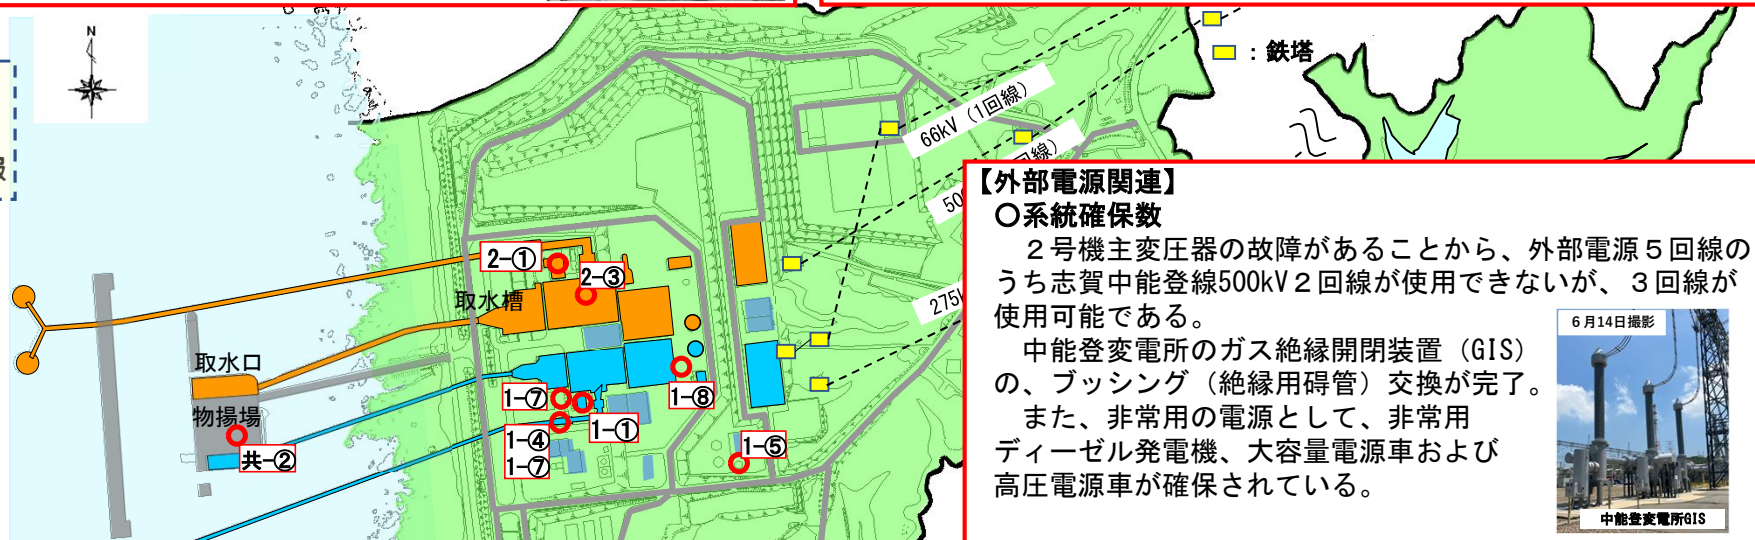 N
：鉄塔
66kV（1回線）
50
回線）
275k
【外部電源関連】
〇系統確保数
２号機主変圧器の故障があることから、外部電源５回線の
うち志賀中能登線500kV２回線が使用できないが、３回線が
使用可能である。
中能登変電所のガス絶縁開閉装置（GIS）
の、ブッシング（絶縁用碍管）交換が完了。
また、非常用の電源として、非常用
ディーゼル発電機、大容量電源車および
高圧電源車が確保されている。
６月14日撮影
中能登変電所GIS
2-①
2-③
取水槽
取水口
物揚場
共-②
1-⑦
1-④
1-⑦
1-①
1-⑧
1-⑤